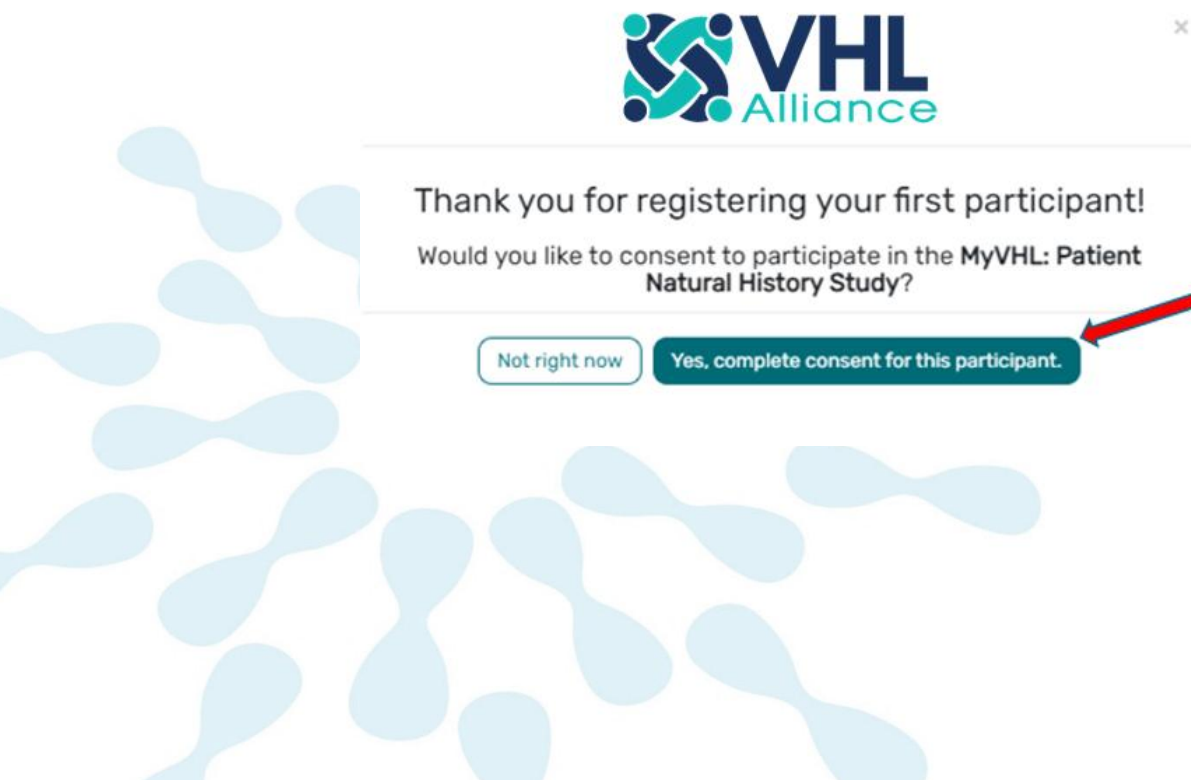 VHL
Alliance
×
Thank you for registering your first participant!
Would you like to consent to participate in the MyVHL: Patient
Natural History Study?
Not right now
Yes, complete consent for this participant.